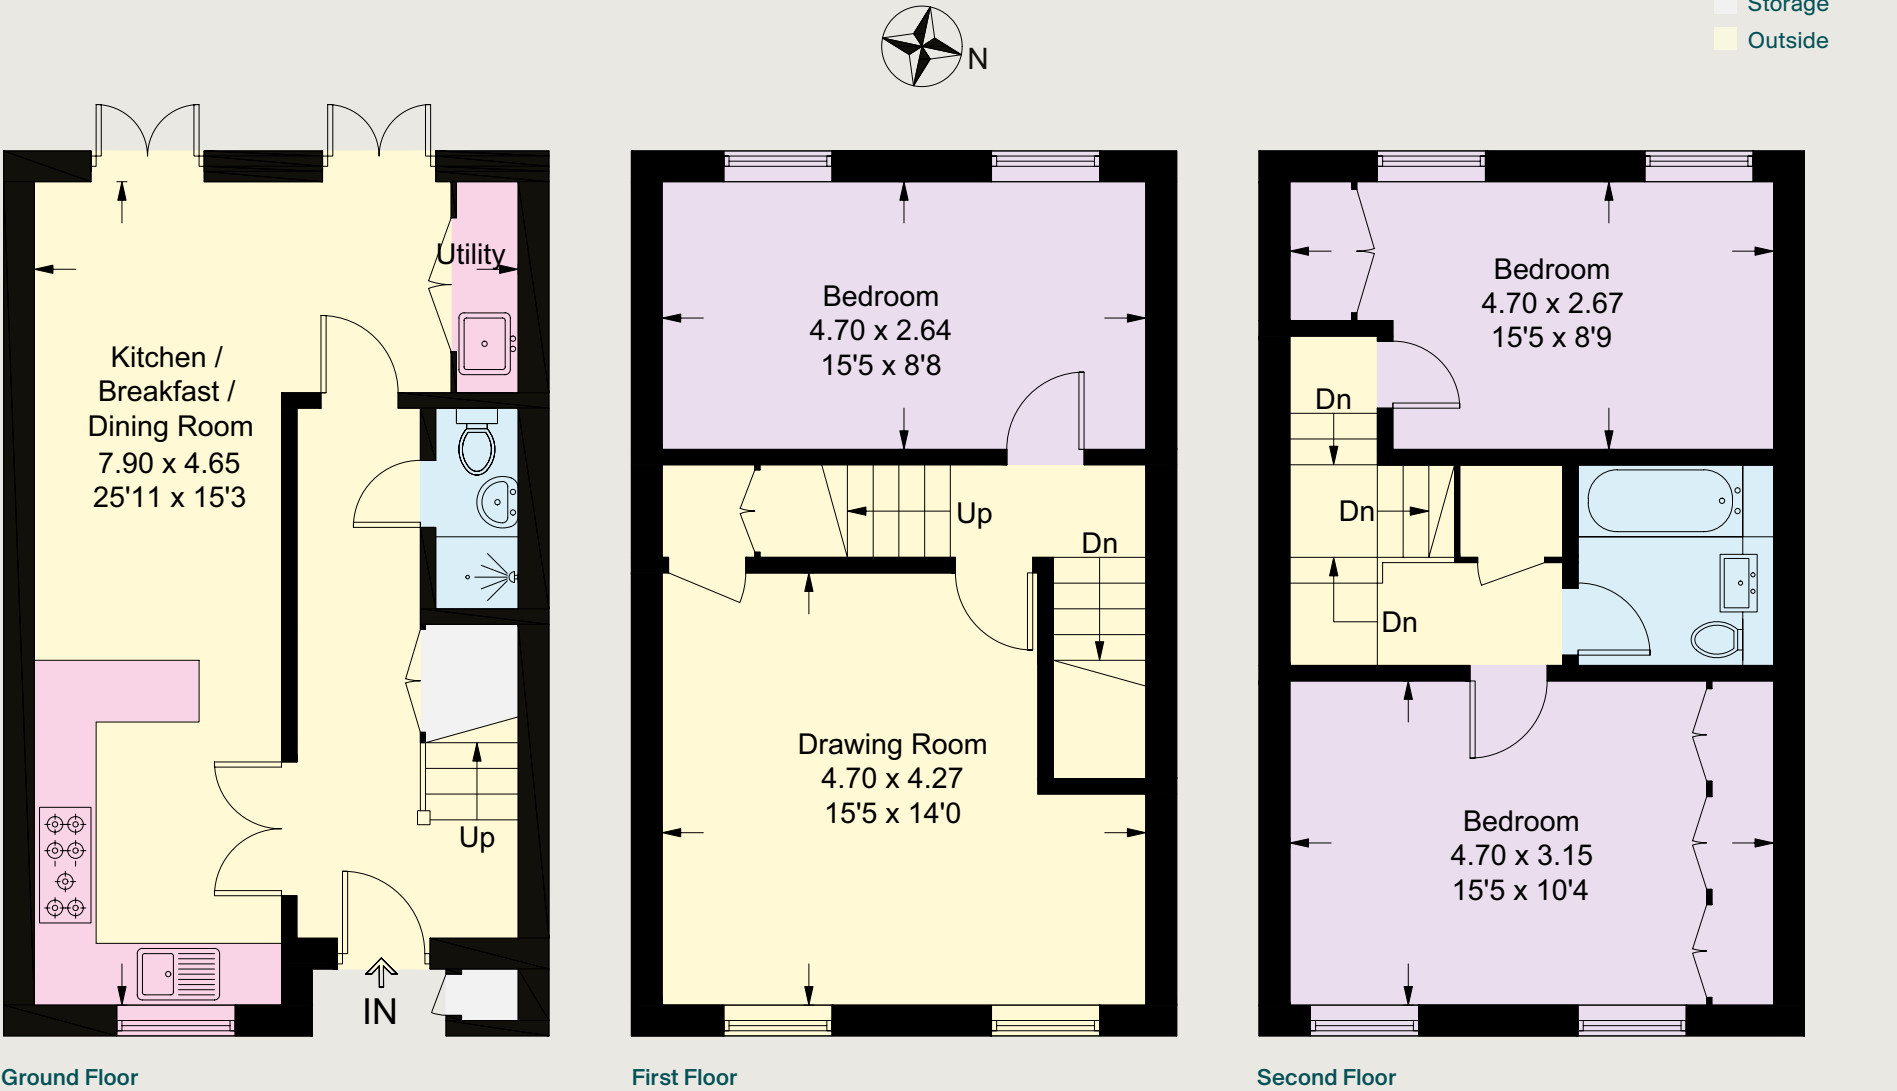 Storage
Outside
N
Utility
Kitchen /
Breakfast /
Dining Room
7.90 x 4.65
25'11 x 15'3
Up
IN
Ground Floor
Bedroom
4.70 x 2.64
15'5 x 8'8
Up
Dn
Drawing Room
4.70 x 4.27
15'5 x 14'0
First Floor
Bedroom
4.70 x 2.67
15'5 x 8'9
Dn
Dn
Dn
Bedroom
4.70 x 3.15
15'5 x 10'4
Second Floor